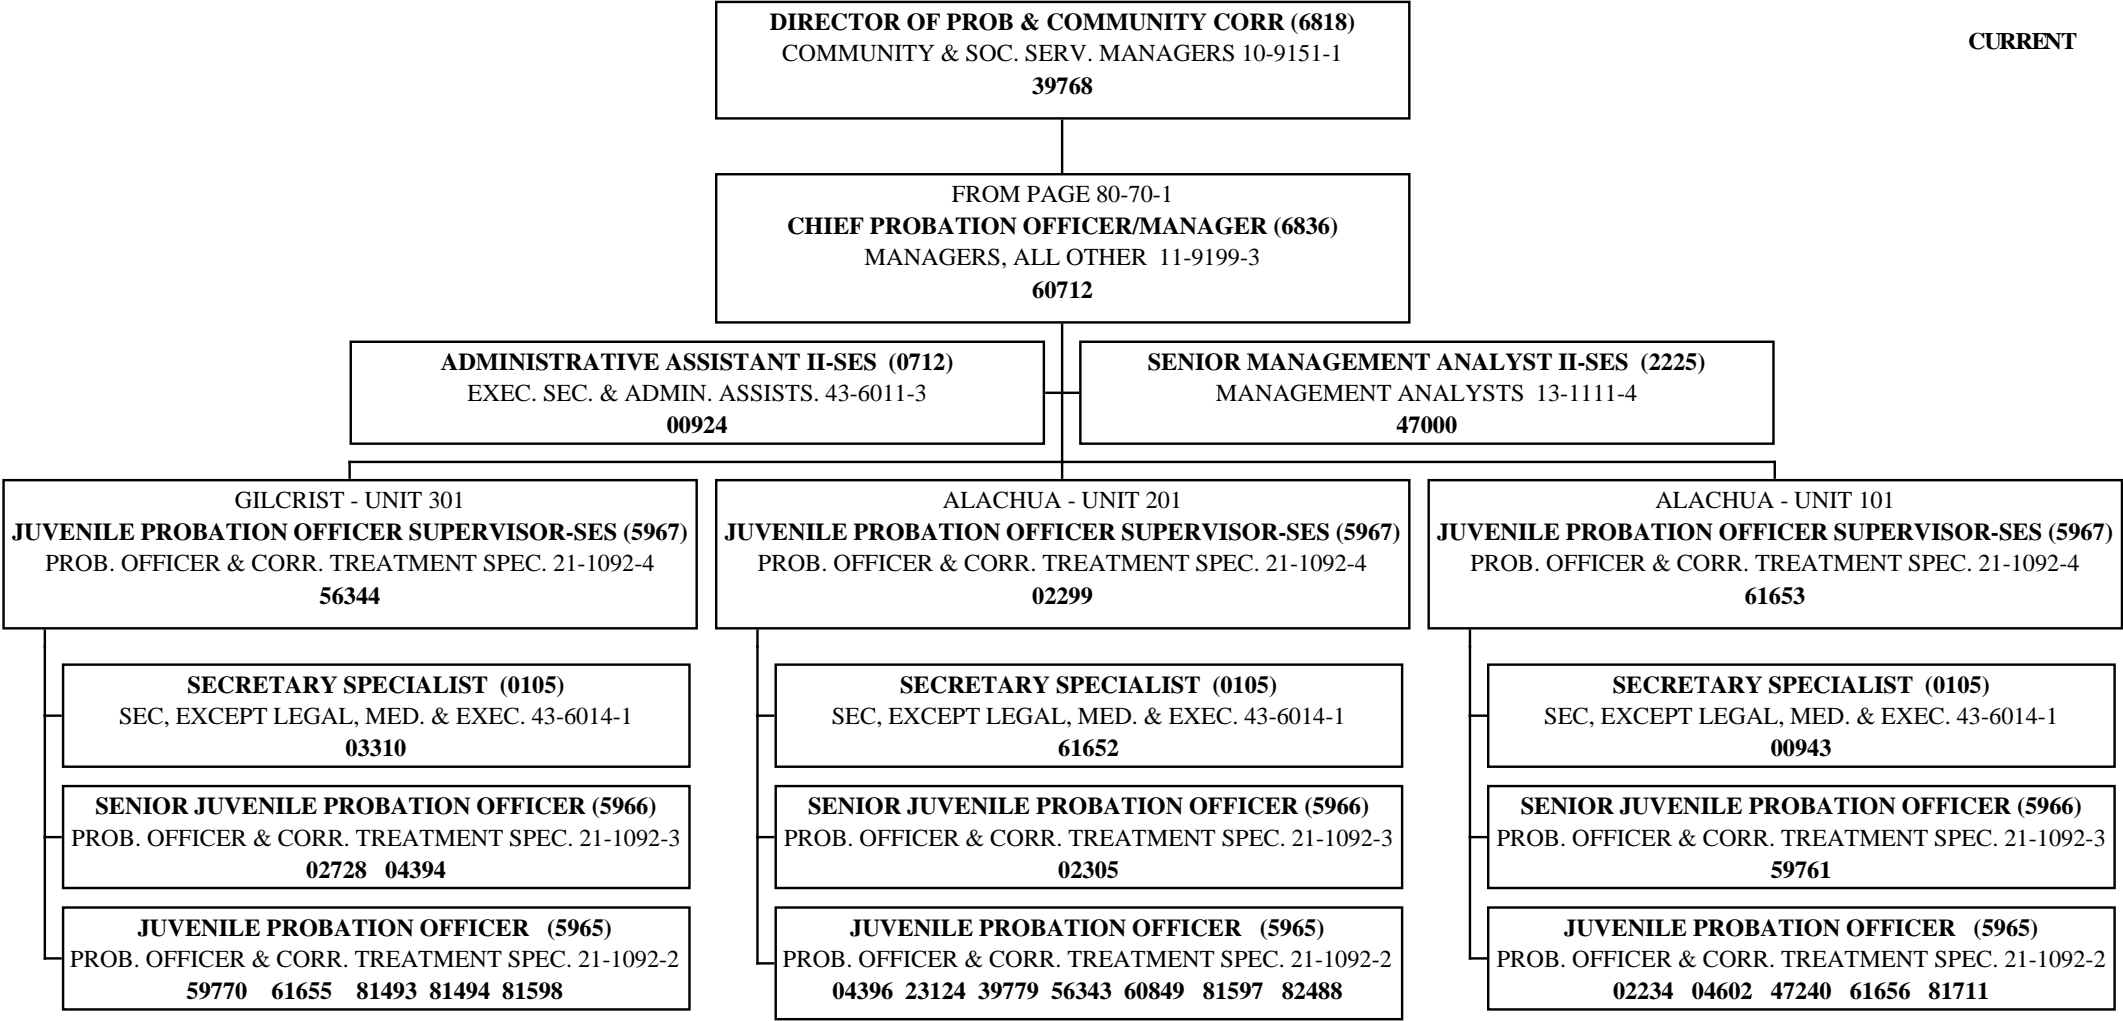 DIRECTOR OF PROB & COMMUNITY CORR (6818)
COMMUNITY & SOC. SERV. MANAGERS 10-9151-1
39768
CURRENT
FROM PAGE 80-70-1
CHIEF PROBATION OFFICER/MANAGER (6836)
MANAGERS, ALL OTHER 11-9199-3
60712
ADMINISTRATIVE ASSISTANT II-SES (0712)
EXEC. SEC. & ADMIN. ASSISTS. 43-6011-3
00924
SENIOR MANAGEMENT ANALYST II-SES (2225)
MANAGEMENT ANALYSTS 13-1111-4
47000
GILCRIST - UNIT 301
JUVENILE PROBATION OFFICER SUPERVISOR-SES (5967)
PROB. OFFICER & CORR. TREATMENT SPEC. 21-1092-4
56344
SECRETARY SPECIALIST (0105)
SEC, EXCEPT LEGAL, MED. & EXEC. 43-6014-1
03310
SENIOR JUVENILE PROBATION OFFICER (5966)
PROB. OFFICER & CORR. TREATMENT SPEC. 21-1092-3
02728 04394
JUVENILE PROBATION OFFICER (5965)
PROB. OFFICER & CORR. TREATMENT SPEC. 21-1092-2
59770 61655 81493 81494 81598
ALACHUA - UNIT 201
JUVENILE PROBATION OFFICER SUPERVISOR-SES (5967)
PROB. OFFICER & CORR. TREATMENT SPEC. 21-1092-4
02299
SECRETARY SPECIALIST (0105)
SEC, EXCEPT LEGAL, MED. & EXEC. 43-6014-1
61652
SENIOR JUVENILE PROBATION OFFICER (5966)
PROB. OFFICER & CORR. TREATMENT SPEC. 21-1092-3
02305
JUVENILE PROBATION OFFICER (5965)
PROB. OFFICER & CORR. TREATMENT SPEC. 21-1092-2
04396 23124 39779 56343 60849 81597 82488
ALACHUA - UNIT 101
JUVENILE PROBATION OFFICER SUPERVISOR-SES (5967)
PROB. OFFICER & CORR. TREATMENT SPEC. 21-1092-4
61653
SECRETARY SPECIALIST (0105)
SEC, EXCEPT LEGAL, MED. & EXEC. 43-6014-1
00943
SENIOR JUVENILE PROBATION OFFICER (5966)
PROB. OFFICER & CORR. TREATMENT SPEC. 21-1092-3
59761
JUVENILE PROBATION OFFICER (5965)
PROB. OFFICER & CORR. TREATMENT SPEC. 21-1092-2
02234 04602 47240 61656 81711